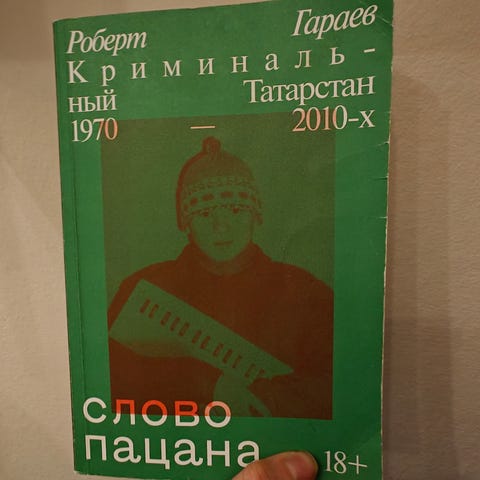 Роберт Гараев
Криминаль-
ный Татарстан
1970 — 2010-х
слово
пацана
18+